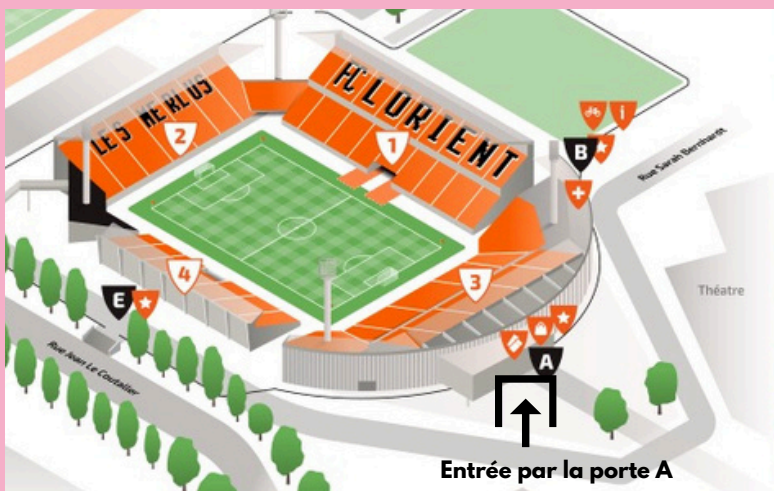 LES MERLUS
FC LORIENT
2
1
B
i
Rue Sarah Bernhardt
4
3
E
Théatre
A
Rue Jean Le Coutaller
Entrée par la porte A